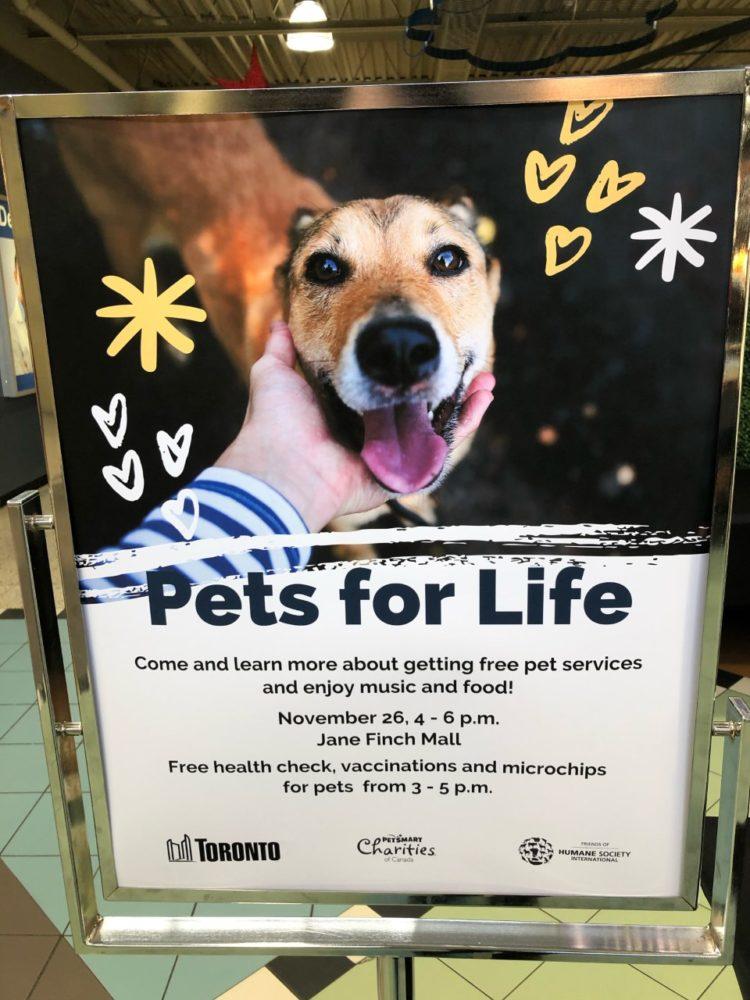 Pets for Life
Come and learn more about getting free pet services
and enjoy music and food!
November 26, 4 - 6 p.m.
Jane Finch Mall
Free health check, vaccinations and microchips
for pets from 3 - 5 p.m.
TORONTO
PETSMART
Charities
of Canada
FRIENDS OF
HUMANE SOCIETY
INTERNATIONAL